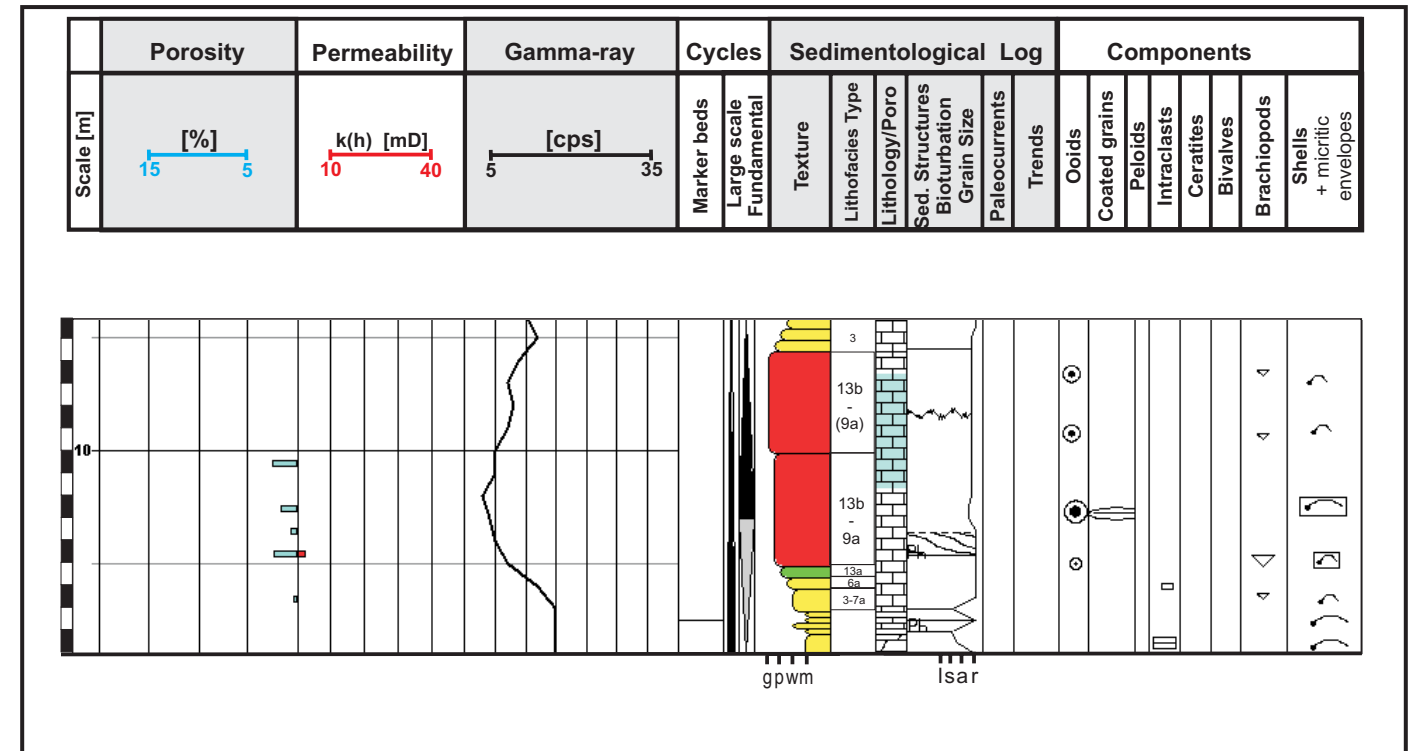 Porosity Permeability Gamma-ray Cycles Sedimentological Log Components
Scale [m]
[%]
15 5
k(h) [mD]
10 40
[cps]
5 35
Marker beds
Large scale
Fundamental
Texture
Lithofacies Type
Lithology/Poro
Sed. Structures
Bioturbation
Grain Size
Paleocurrents
Trends
Ooids
Coated grains
Peloids
Intraclasts
Ceratites
Bivalves
Brachiopods
Shells
+ micritic
envelopes
3
13b
-
(9a)
10
13b
-
9a
Ph
13a
6a
3-7a
Ph
gpwm lsar